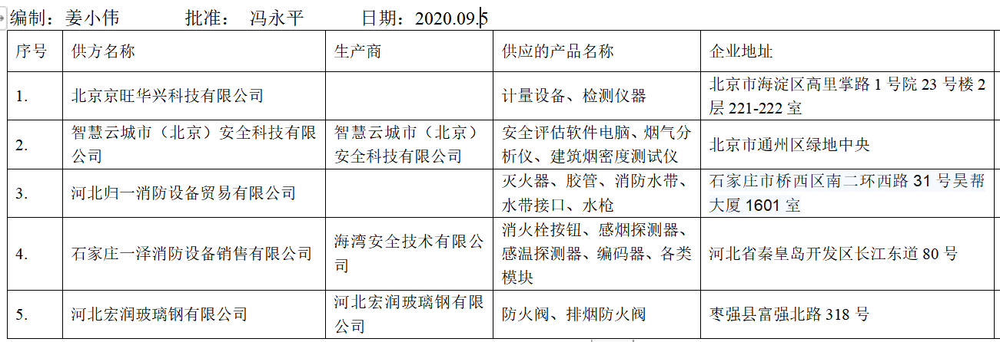 编制：姜小伟 批准： 冯永平 日期：2020.09.5
序号 供方名称 生产商 供应的产品名称 企业地址
1. 北京京旺华兴科技有限公司 计量设备、检测仪器 北京市海淀区高里掌路 1 号院 23 号楼 2
层 221-222 室
2. 智慧云城市（北京）安全科技有限
公司 智慧云城市（北京）
安全科技有限公司 安全评估软件电脑、烟气分
析仪、建筑烟密度测试仪 北京市通州区绿地中央
3. 河北归一消防设备贸易有限公司 灭火器、胶管、消防水带、
水带接口、水枪 石家庄市桥西区南二环西路 31 号昊帮
大厦 1601 室
4. 石家庄一泽消防设备销售有限公司 海湾安全技术有限公
司 消火栓按钮、感烟探测器、
感温探测器、编码器、各类
模块 河北省秦皇岛开发区长江东道 80 号
5. 河北宏润玻璃钢有限公司 河北宏润玻璃钢有限
公司 防火阀、排烟防火阀 枣强县富强北路 318 号